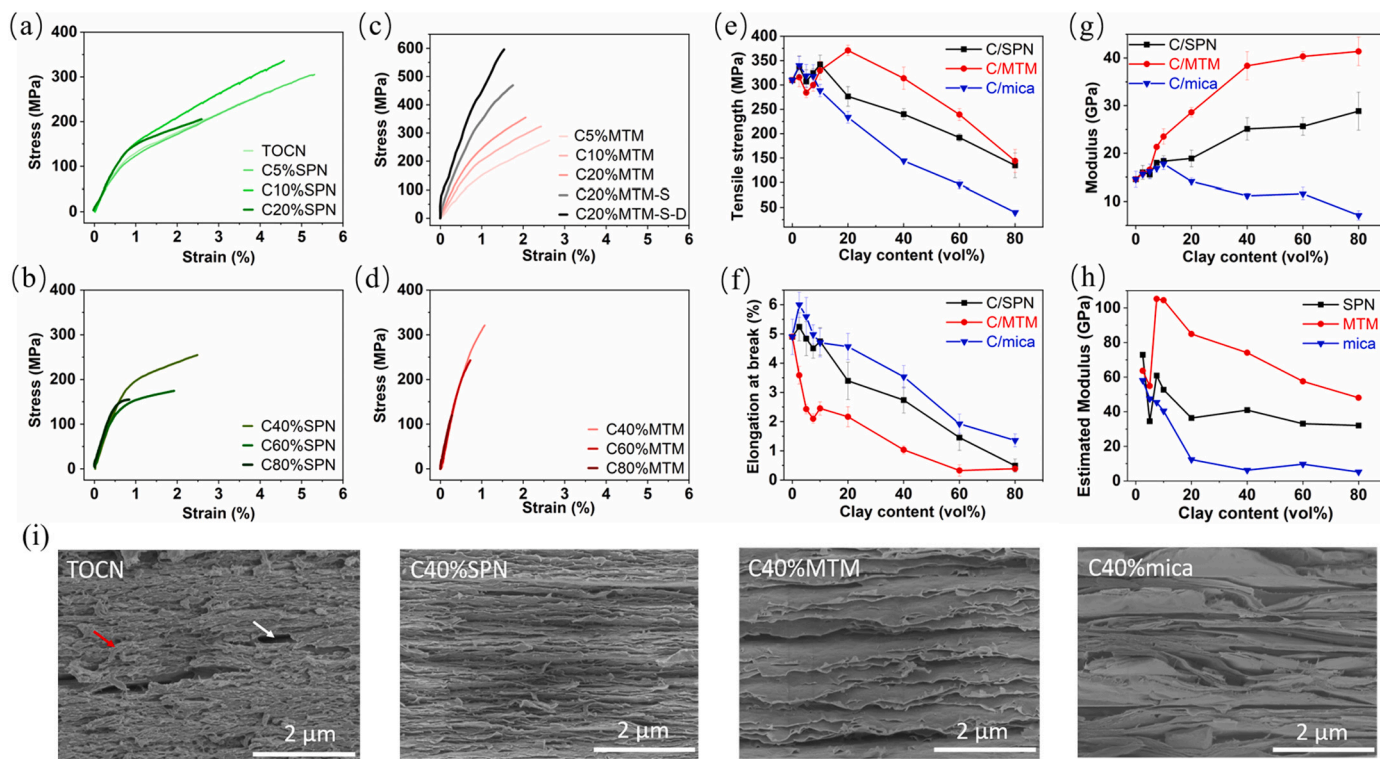 (a)
400
300
200
100
0
Stress (MPa)
TOCN
C5%SPN
C10%SPN
C20%SPN
0 1 2 3 4 5 6
Strain (%)
(c)
600
500
400
300
200
100
0
Stress (MPa)
C5%MTM
C10%MTM
C20%MTM
C20%MTM-S
C20%MTM-S-D
0 1 2 3 4 5 6
Strain (%)
(e)
400
350
300
250
200
150
100
50
Tensile strength (MPa)
C/SPN
C/MTM
C/mica
0 20 40 60 80
Clay content (vol%)
(g)
40
30
20
10
Modulus (GPa)
C/SPN
C/MTM
C/mica
0 20 40 60 80
Clay content (vol%)
(b)
400
300
200
100
0
Stress (MPa)
C40%SPN
C60%SPN
C80%SPN
0 1 2 3 4 5 6
Strain (%)
(d)
400
300
200
100
0
Stress (MPa)
C40%MTM
C60%MTM
C80%MTM
0 1 2 3 4 5 6
Strain (%)
(f)
6
5
4
3
2
1
0
Elongation at break (%)
C/SPN
C/MTM
C/mica
0 20 40 60 80
Clay content (vol%)
(h)
100
80
60
40
20
0
Estimated Modulus (GPa)
SPN
MTM
mica
0 20 40 60 80
Clay content (vol%)
(i)
TOCN
2 μm
C40%SPN
2 μm
C40%MTM
2 μm
C40%mica
2 μm